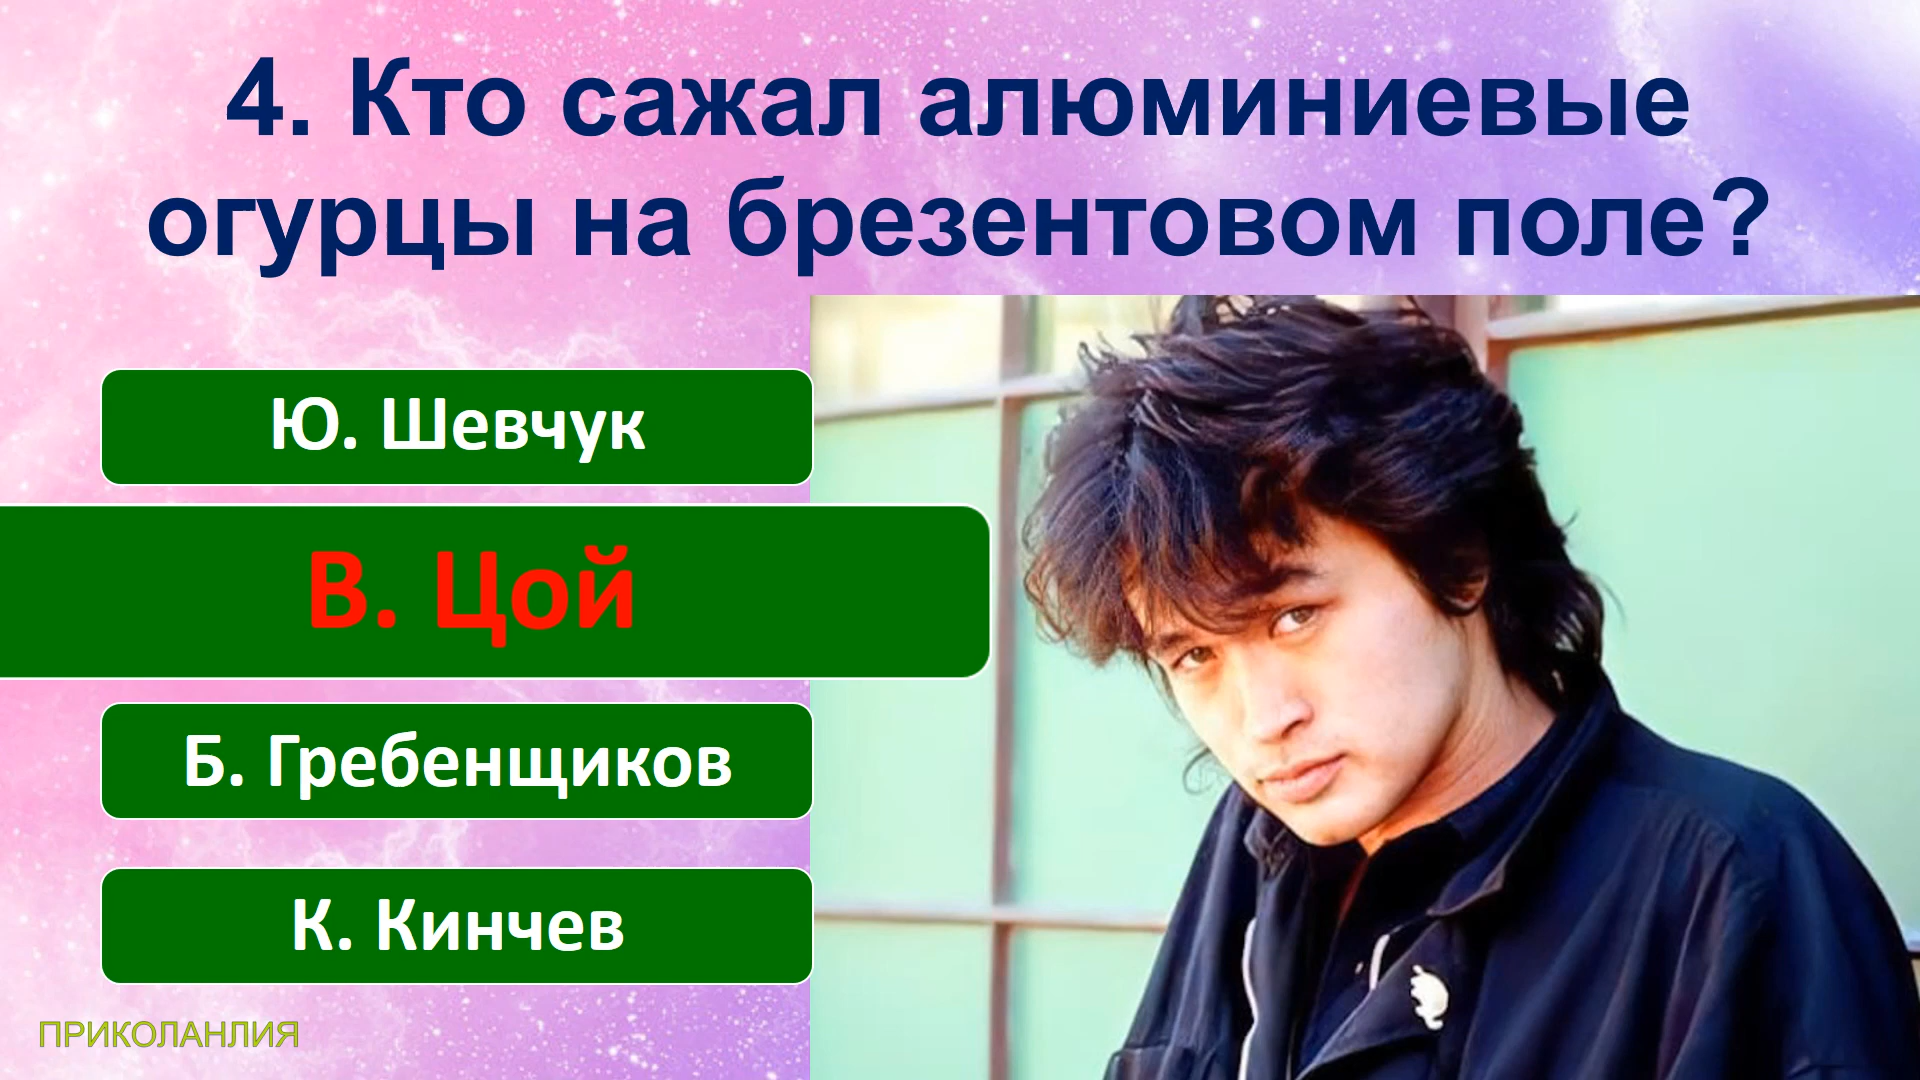 4. Кто сажал алюминиевые
огурцы на брезентовом поле?
Ю. Шевчук
В. Цой
Б. Гребенщиков
К. Кинчев
ПРИКОЛАНЛИЯ